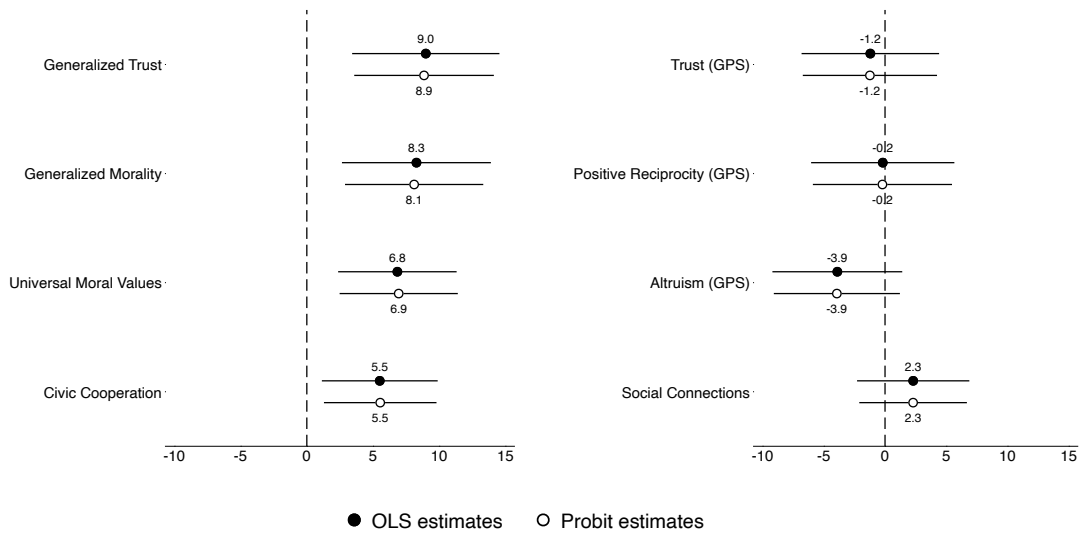 9.0
Generalized Trust
8.9
8.3
Generalized Morality
8.1
6.8
Universal Moral Values
6.9
5.5
Civic Cooperation
5.5
-10 -5 0 5 10 15
-1.2
Trust (GPS)
-1.2
-0.2
Positive Reciprocity (GPS)
-0.2
-3.9
Altruism (GPS)
-3.9
2.3
Social Connections
2.3
-10 -5 0 5 10 15
OLS estimates Probit estimates